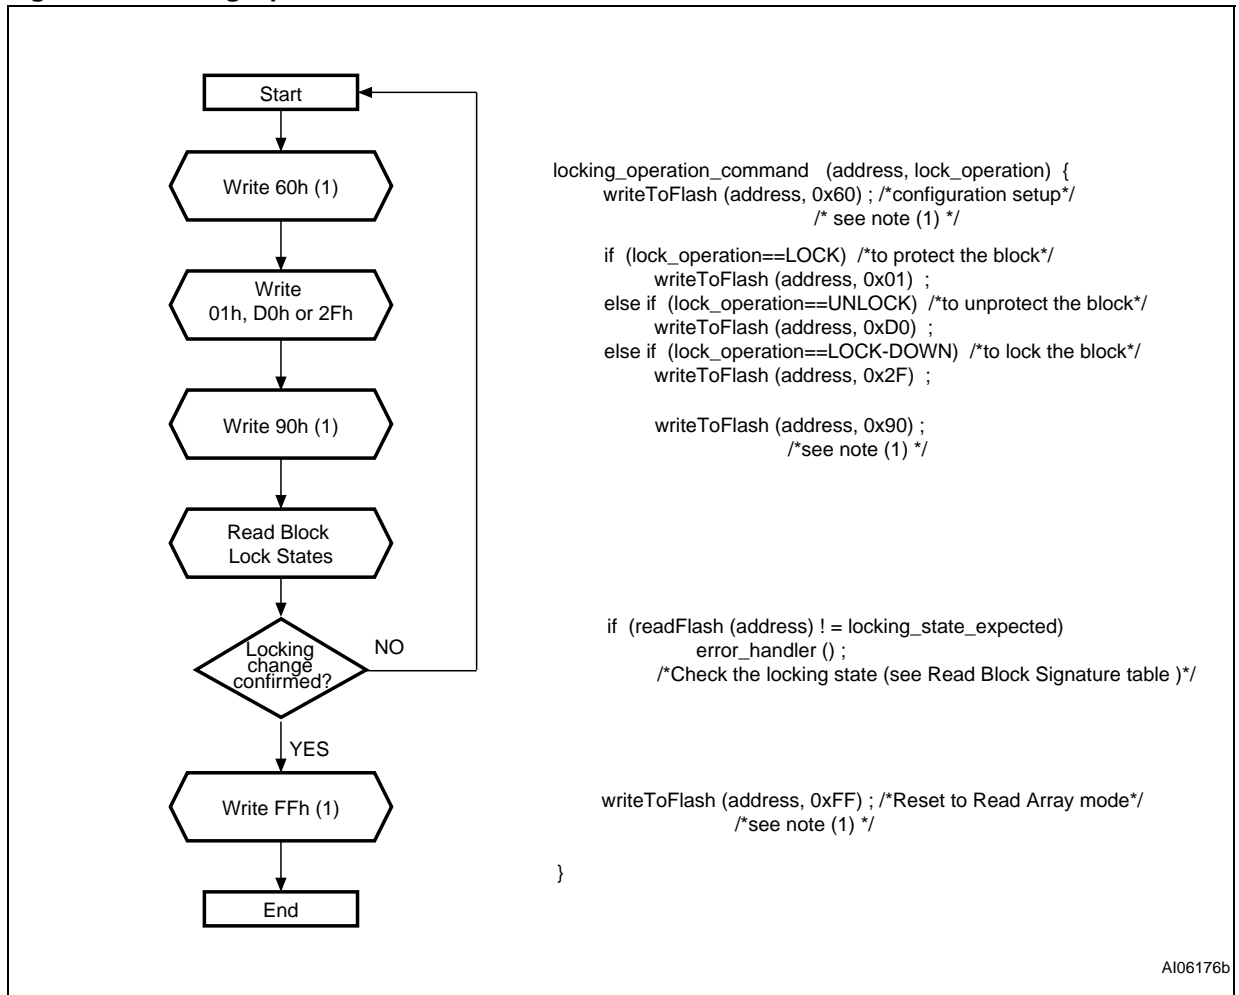 Start
Write 60h (1)
Write
01h, D0h or 2Fh
Write 90h (1)
Read Block
Lock States
Locking
change
confirmed?
NO
YES
Write FFh (1)
End
locking_operation_command (address, lock_operation) {
writeToFlash (address, 0x60) ; /*configuration setup*/
/* see note (1) */
if (lock_operation==LOCK) /*to protect the block*/
writeToFlash (address, 0x01) ;
else if (lock_operation==UNLOCK) /*to unprotect the block*/
writeToFlash (address, 0xD0) ;
else if (lock_operation==LOCK-DOWN) /*to lock the block*/
writeToFlash (address, 0x2F) ;
writeToFlash (address, 0x90) ;
/*see note (1) */
if (readFlash (address) ! = locking_state_expected)
error_handler () ;
/*Check the locking state (see Read Block Signature table )*/
writeToFlash (address, 0xFF) ; /*Reset to Read Array mode*/
/*see note (1) */
}
AI06176b